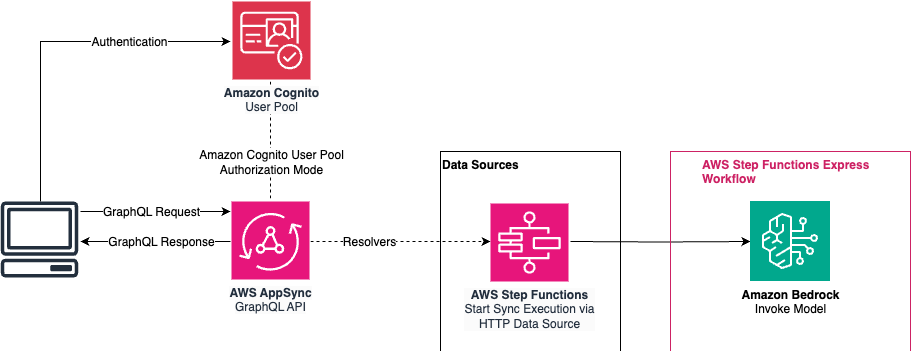 Authentication
Amazon Cognito
User Pool
Amazon Cognito User Pool
Authorization Mode
Data Sources
AWS Step Functions Express
Workflow
GraphQL Request
GraphQL Response
Resolvers
AWS AppSync
GraphQL API
AWS Step Functions
Start Sync Execution via
HTTP Data Source
Amazon Bedrock
Invoke Model